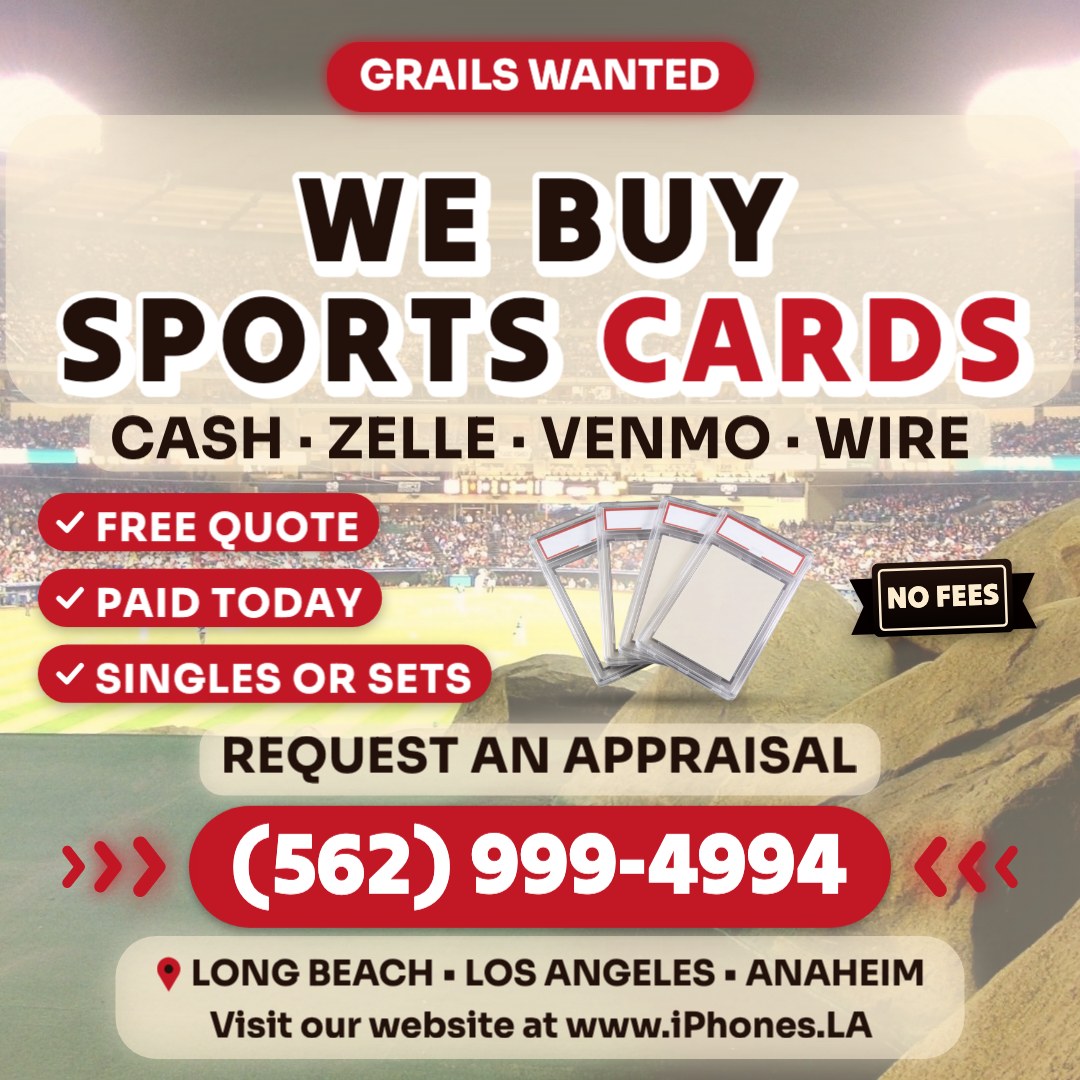 GRAILS WANTED
WE BUY
SPORTS CARDS
CASH · ZELLE · VENMO · WIRE
FREE QUOTE
PAID TODAY
SINGLES OR SETS
NO FEES
REQUEST AN APPRAISAL
(562) 999-4994
LONG BEACH ▪ LOS ANGELES ▪ ANAHEIM
Visit our website at www.iPhones.LA